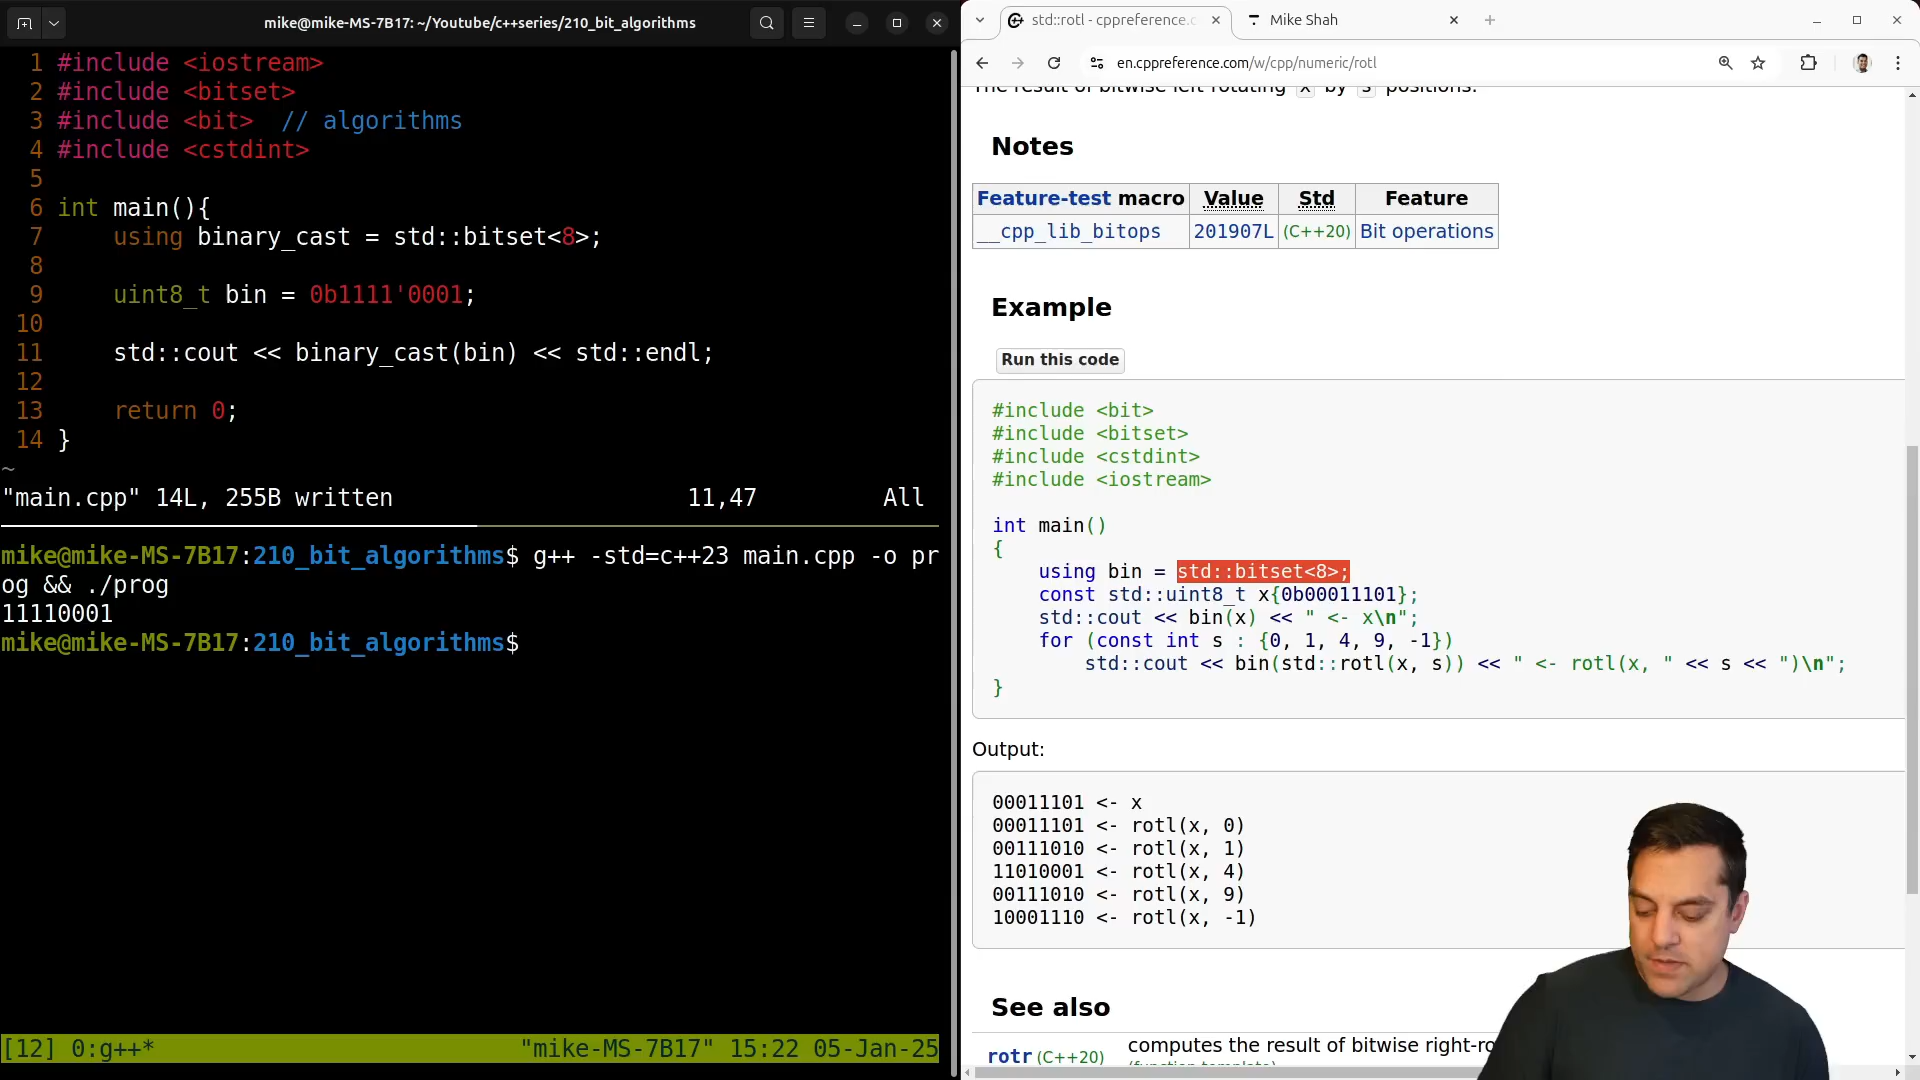 mike@mike-MS-7B17: ~/Youtube/c++series/210_bit_algorithms
1 #include <iostream>
2 #include <bitset>
3 #include <bit>  // algorithms
4 #include <cstdint>
5
6 int main(){
7     using binary_cast = std::bitset<8>;
8
9     uint8_t bin = 0b1111'0001;
10
11     std::cout << binary_cast(bin) << std::endl;
12
13     return 0;
14 }
~
"main.cpp" 14L, 255B written 11,47 All
mike@mike-MS-7B17:210_bit_algorithms$ g++ -std=c++23 main.cpp -o pr
og && ./prog
11110001
mike@mike-MS-7B17:210_bit_algorithms$
[12] 0:g++* "mike-MS-7B17" 15:22 05-Jan-25
std::rotl - cppreference.c
Mike Shah
en.cppreference.com/w/cpp/numeric/rotl
The result of bitwise left rotating x by s positions.
Notes
Feature-test macro Value Std Feature
__cpp_lib_bitops 201907L (C++20) Bit operations
Example
Run this code
#include <bit>
#include <bitset>
#include <cstdint>
#include <iostream>
int main()
{
    using bin = std::bitset<8>;
    const std::uint8_t x{0b00011101};
    std::cout << bin(x) << " <- x\n";
    for (const int s : {0, 1, 4, 9, -1})
        std::cout << bin(std::rotl(x, s)) << " <- rotl(x, " << s << ")\n";
}
Output:
00011101 <- x
00011101 <- rotl(x, 0)
00111010 <- rotl(x, 1)
11010001 <- rotl(x, 4)
00111010 <- rotl(x, 9)
10001110 <- rotl(x, -1)
See also
rotr (C++20) computes the result of bitwise right-ro